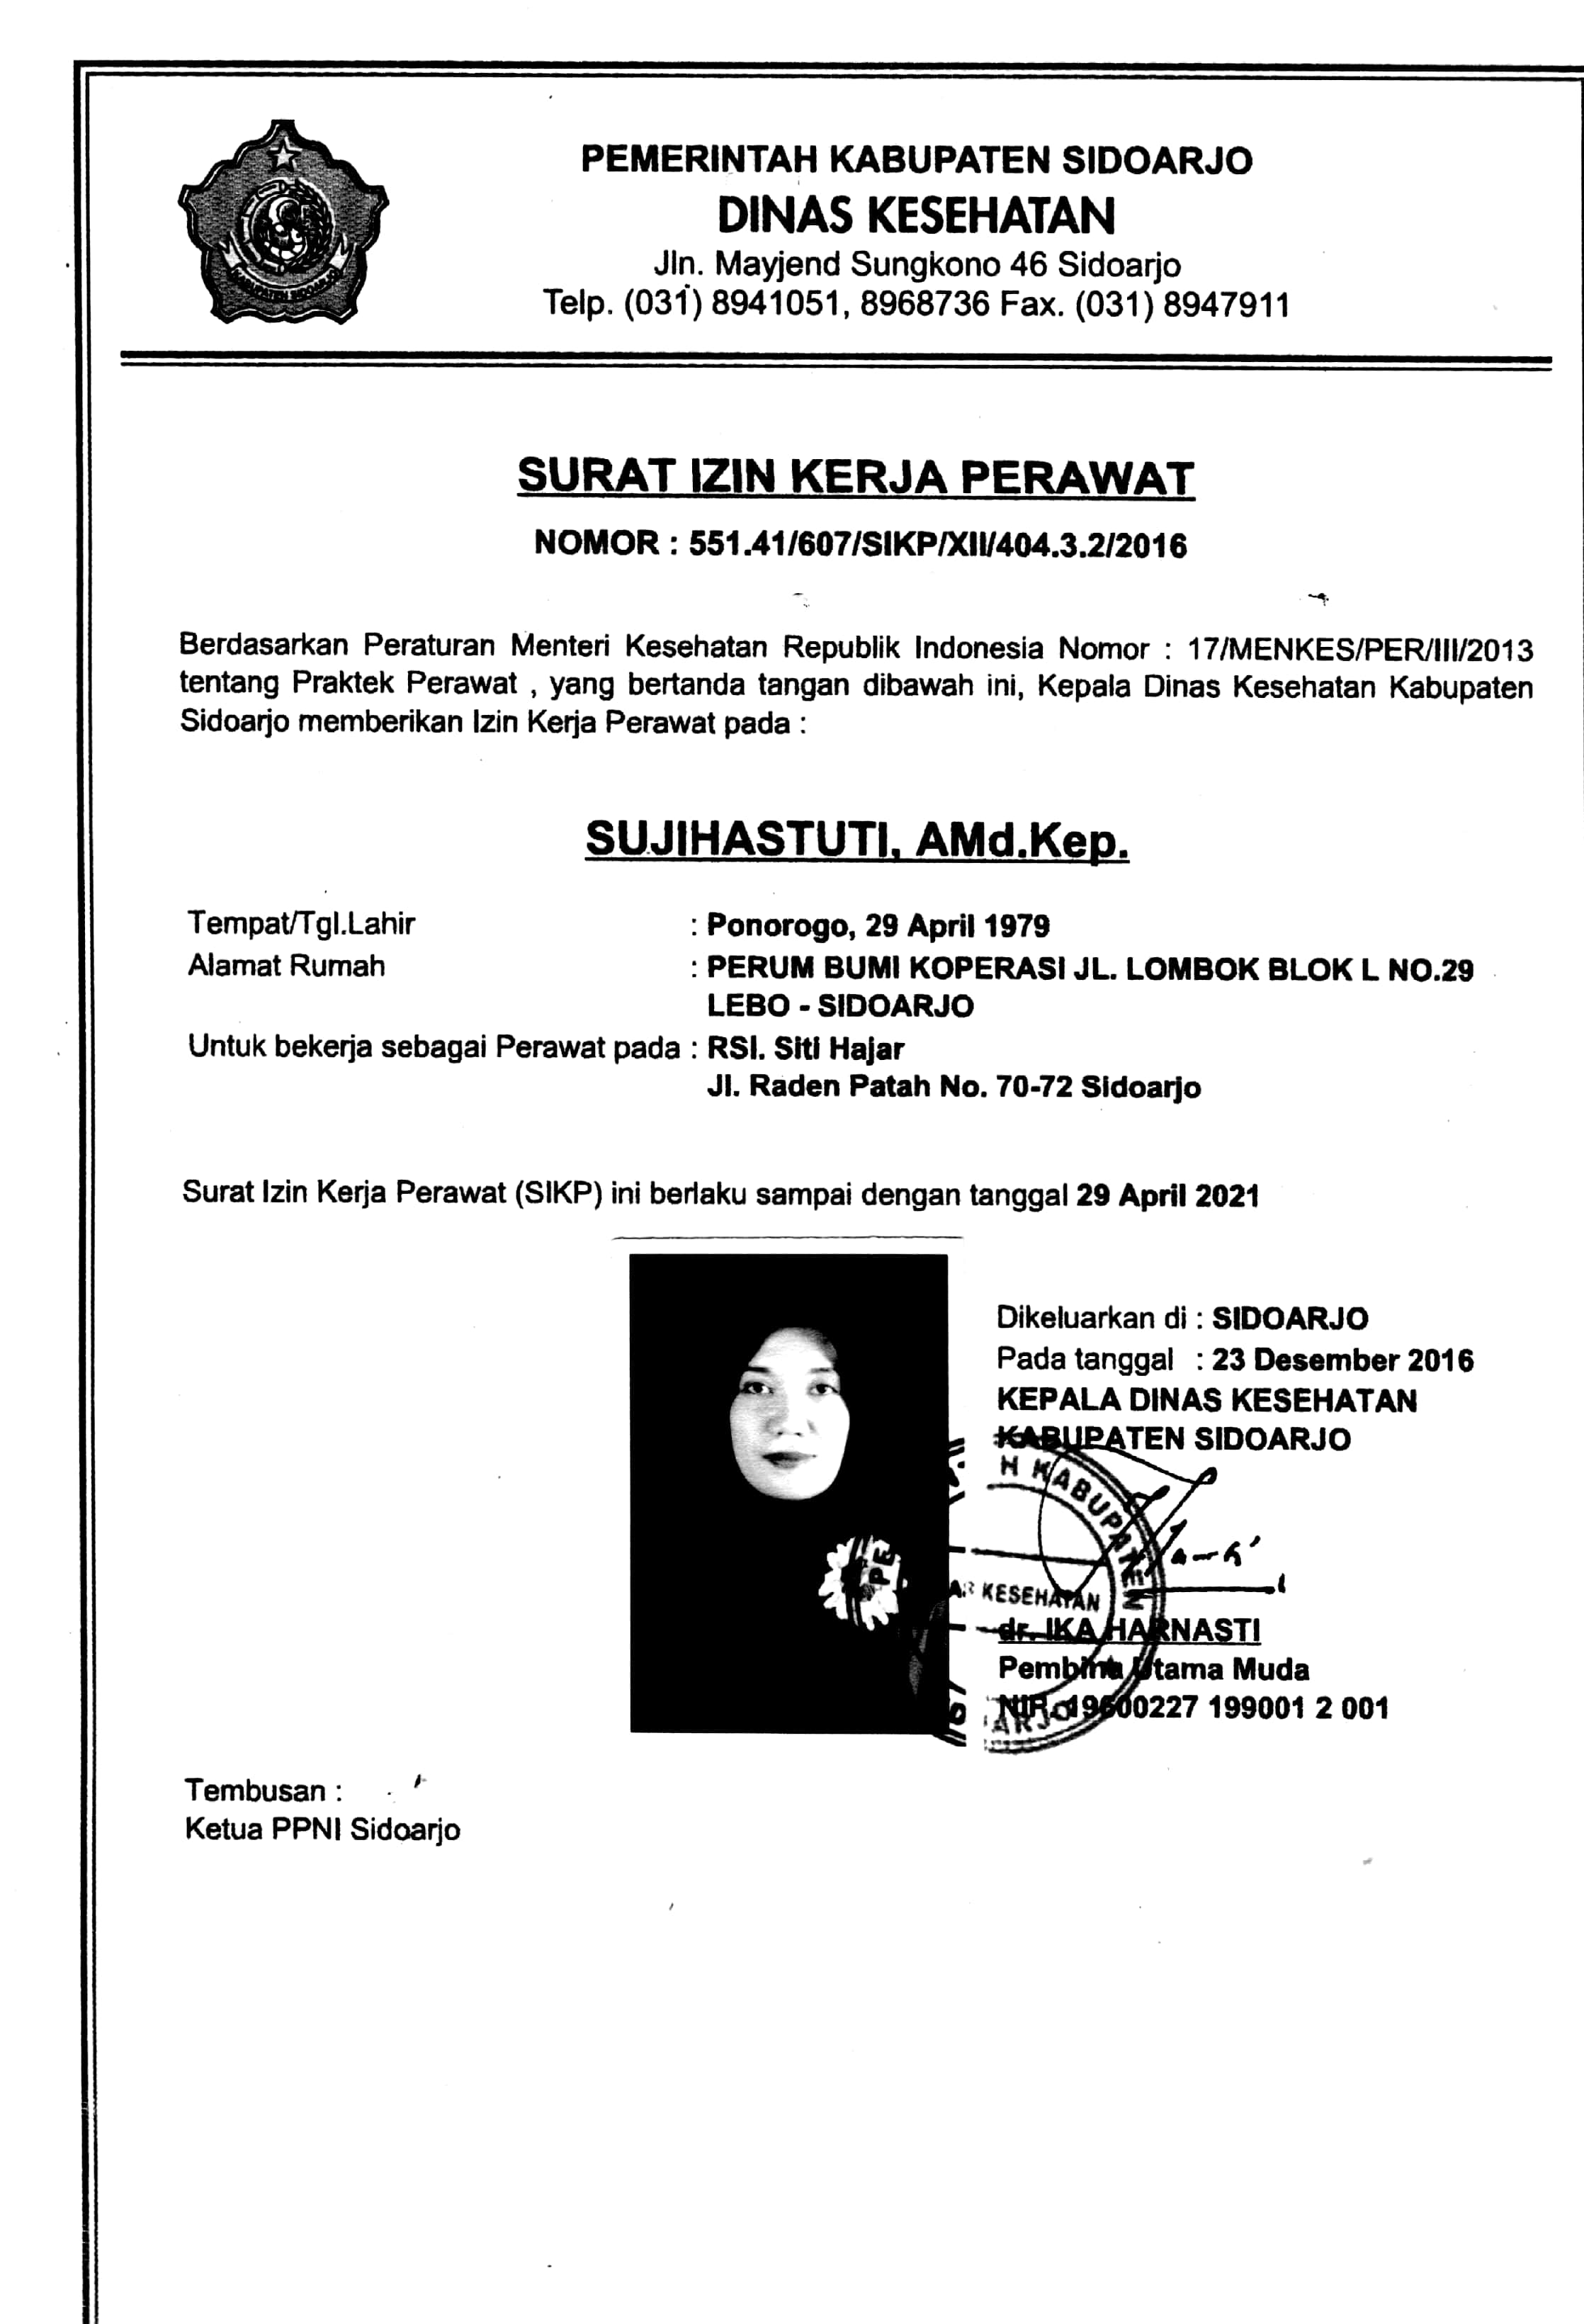 PEMERINTAH KABUPATEN SIDOARJO
DINAS KESEHATAN
Jln. Mayjend Sungkono 46 Sidoarjo
Telp. (031) 8941051, 8968736 Fax. (031) 8947911
KABUPATEN SIDOARJO
SURAT IZIN KERJA PERAWAT
NOMOR : 551.41/607/SIKP/XII/404.3.2/2016
Berdasarkan Peraturan Menteri Kesehatan Republik Indonesia Nomor : 17/MENKES/PER/III/2013
tentang Praktek Perawat , yang bertanda tangan dibawah ini, Kepala Dinas Kesehatan Kabupaten
Sidoarjo memberikan Izin Kerja Perawat pada :
SUJIHASTUTI, AMd.Kep.
Tempat/Tgl.Lahir : Ponorogo, 29 April 1979
Alamat Rumah : PERUM BUMI KOPERASI JL. LOMBOK BLOK L NO.29
LEBO - SIDOARJO
Untuk bekerja sebagai Perawat pada : RSI. Siti Hajar
Jl. Raden Patah No. 70-72 Sidoarjo
Surat Izin Kerja Perawat (SIKP) ini berlaku sampai dengan tanggal 29 April 2021
Dikeluarkan di : SIDOARJO
Pada tanggal : 23 Desember 2016
KEPALA DINAS KESEHATAN
KABUPATEN SIDOARJO
H KABUPATEN
KESEHATAN
dr. IKA HARNASTI
Pembina Utama Muda
NIP. 19600227 199001 2 001
Tembusan :
Ketua PPNI Sidoarjo